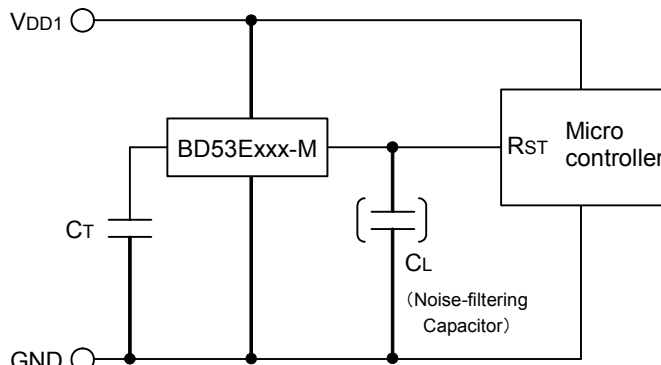 VDD1
BD53Exxx-M
RST
Micro
controller
CT
CL
（Noise-filtering
Capacitor）
GND